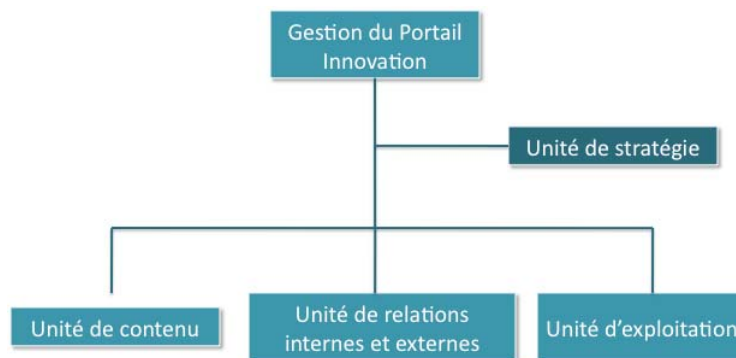 Gestion du Portail
Innovation
Unité de stratégie
Unité de contenu
Unité de relations
internes et externes
Unité d’exploitation